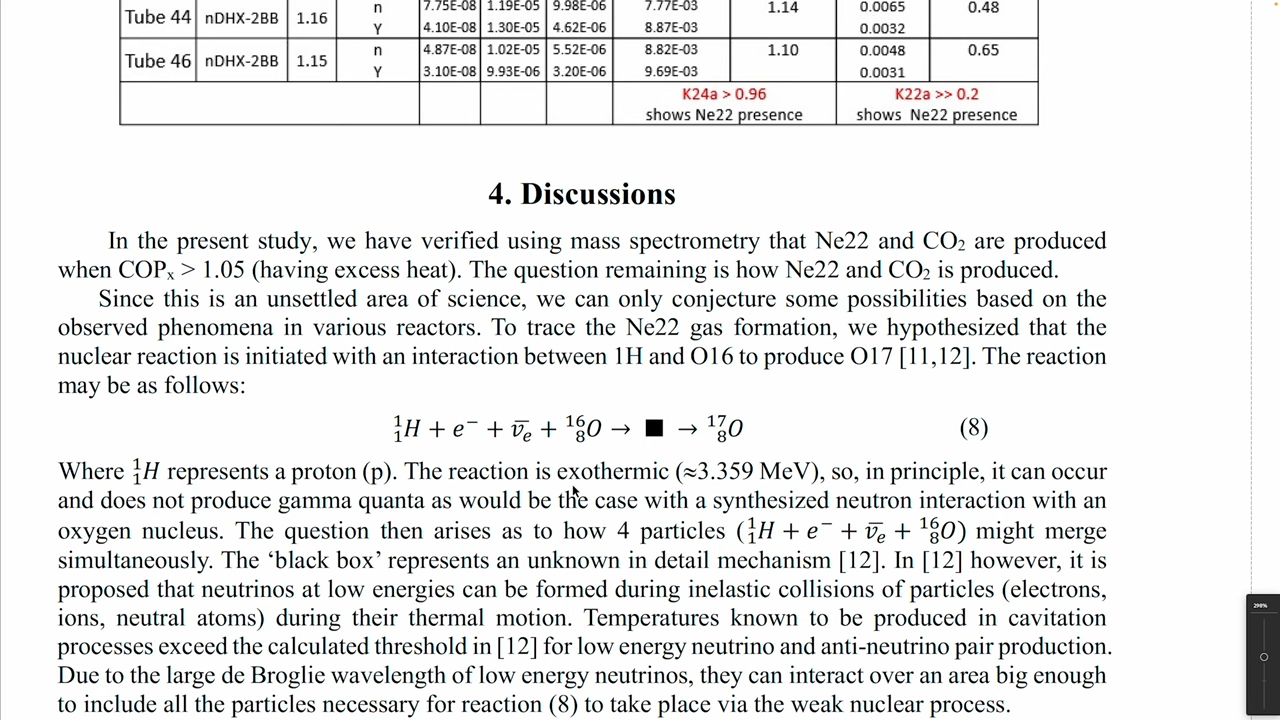 Tube 44 nDHX-2BB 1.16 n 7.75E-08 1.19E-05 9.98E-06 7.77E-03 1.14 0.0065 0.48
Y 4.10E-08 1.30E-05 4.62E-06 8.87E-03 0.0032
Tube 46 nDHX-2BB 1.15 n 4.87E-08 1.02E-05 5.52E-06 8.82E-03 1.10 0.0048 0.65
Y 3.10E-08 9.93E-06 3.20E-06 9.69E-03 0.0031
K24a > 0.96 K22a >> 0.2
shows Ne22 presence shows Ne22 presence
4. Discussions
In the present study, we have verified using mass spectrometry that Ne22 and CO₂ are produced
when COPₓ > 1.05 (having excess heat). The question remaining is how Ne22 and CO₂ is produced.
Since this is an unsettled area of science, we can only conjecture some possibilities based on the
observed phenomena in various reactors. To trace the Ne22 gas formation, we hypothesized that the
nuclear reaction is initiated with an interaction between 1H and O16 to produce O17 [11,12]. The reaction
may be as follows:
¹₁H + e⁻ + ν̅ₑ + ¹⁶₈O → ■ → ¹⁷₈O (8)
Where ¹₁H represents a proton (p). The reaction is exothermic (≈3.359 MeV), so, in principle, it can occur
and does not produce gamma quanta as would be the case with a synthesized neutron interaction with an
oxygen nucleus. The question then arises as to how 4 particles (¹₁H + e⁻ + ν̅ₑ + ¹⁶₈O) might merge
simultaneously. The ‘black box’ represents an unknown in detail mechanism [12]. In [12] however, it is
proposed that neutrinos at low energies can be formed during inelastic collisions of particles (electrons,
ions, neutral atoms) during their thermal motion. Temperatures known to be produced in cavitation
processes exceed the calculated threshold in [12] for low energy neutrino and anti-neutrino pair production.
Due to the large de Broglie wavelength of low energy neutrinos, they can interact over an area big enough
to include all the particles necessary for reaction (8) to take place via the weak nuclear process.
290%